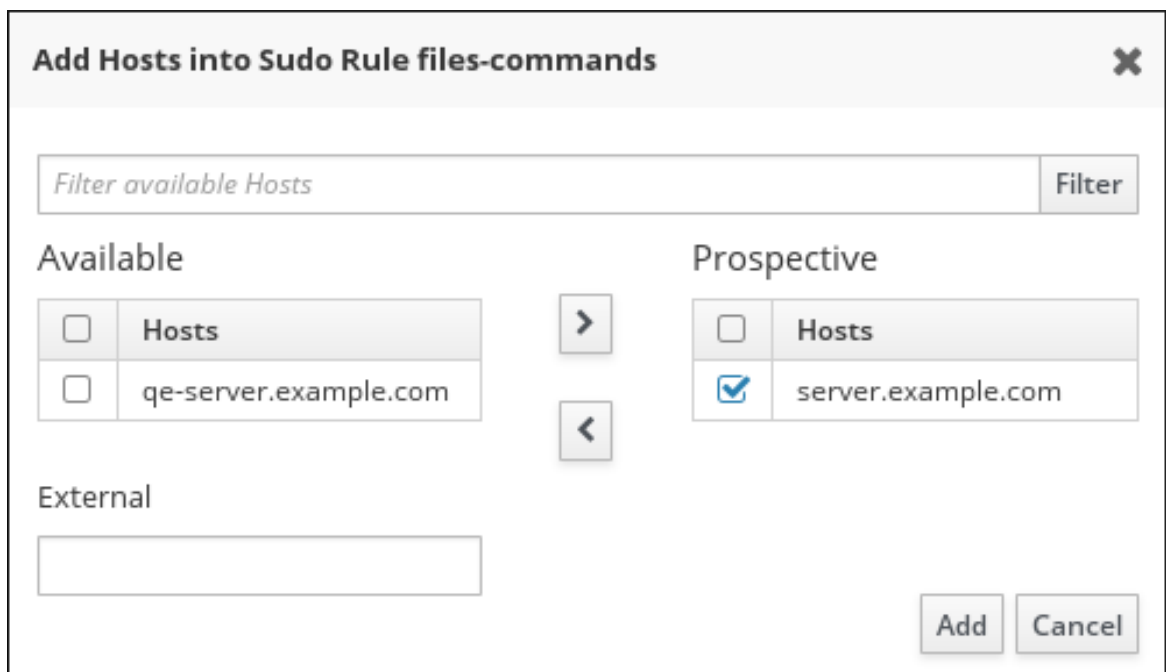 Add Hosts into Sudo Rule files-commands
Filter available Hosts
Filter
Available
Prospective
Hosts
Hosts
qe-server.example.com
server.example.com
External
Add
Cancel